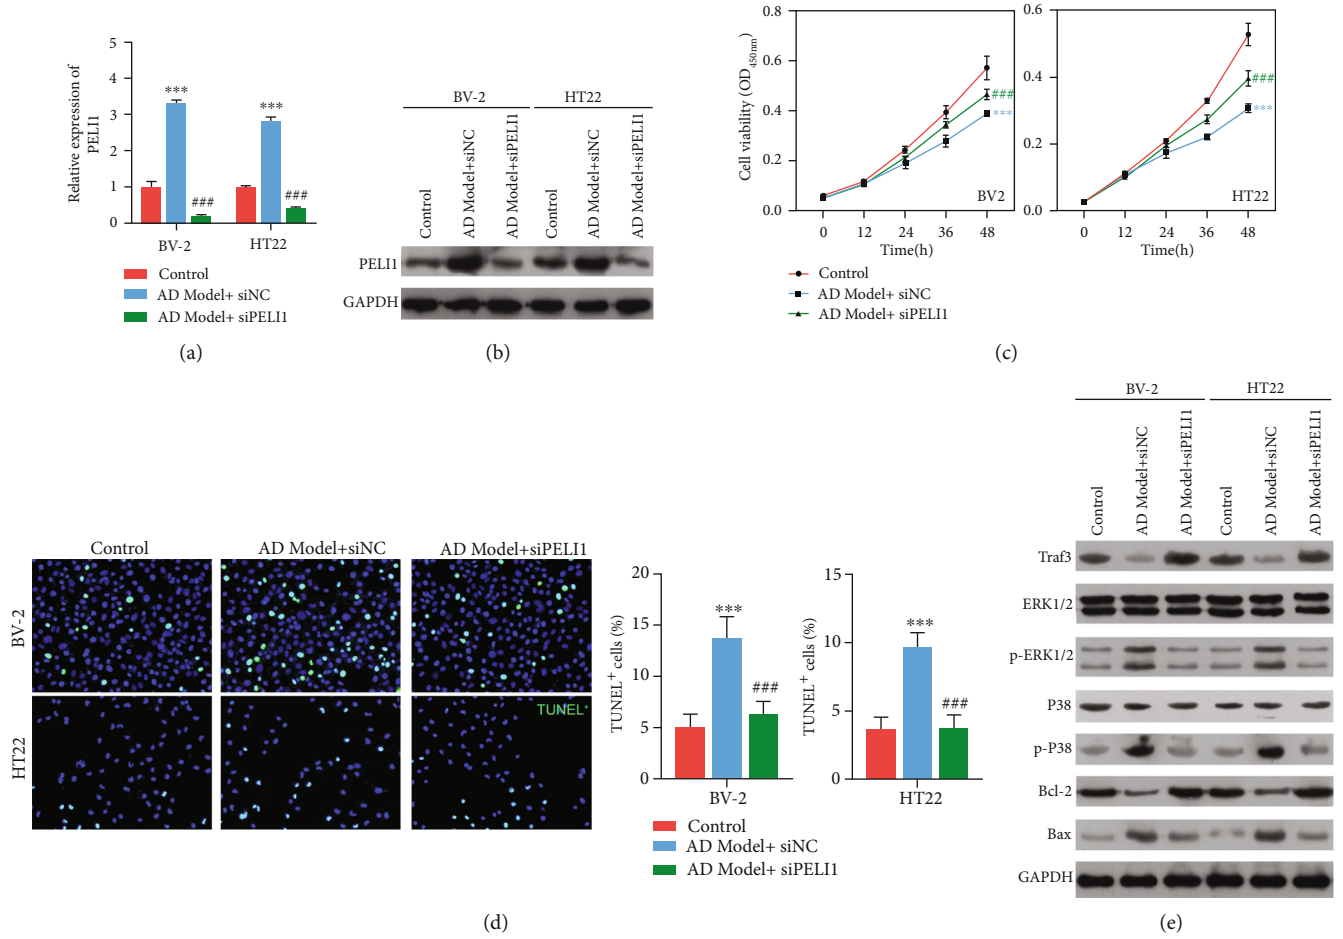 Relative expression of
PELI1
5
4
3
2
1
0
***
###
***
###
BV-2
HT22
Control
AD Model+ siNC
AD Model+ siPELI1
(a)
BV-2
HT22
Control
AD Model+siNC
AD Model+siPELI1
Control
AD Model+siNC
AD Model+siPELI1
PELI1
GAPDH
(b)
Cell viability (OD450nm)
0.8
0.6
0.4
0.2
0.0
###
***
BV2
0
12
24
36
48
Time(h)
0.6
0.4
0.2
0.0
###
***
HT22
0
12
24
36
48
Time(h)
Control
AD Model+ siNC
AD Model+ siPELI1
(c)
Control
AD Model+siNC
AD Model+siPELI1
BV-2
HT22
TUNEL+
TUNEL+ cells (%)
20
15
10
5
0
***
###
BV-2
TUNEL+ cells (%)
15
10
5
0
***
###
HT22
Control
AD Model+ siNC
AD Model+ siPELI1
(d)
BV-2
HT22
Control
AD Model+siNC
AD Model+siPELI1
Control
AD Model+siNC
AD Model+siPELI1
Traf3
ERK1/2
p-ERK1/2
P38
p-P38
Bcl-2
Bax
GAPDH
(e)